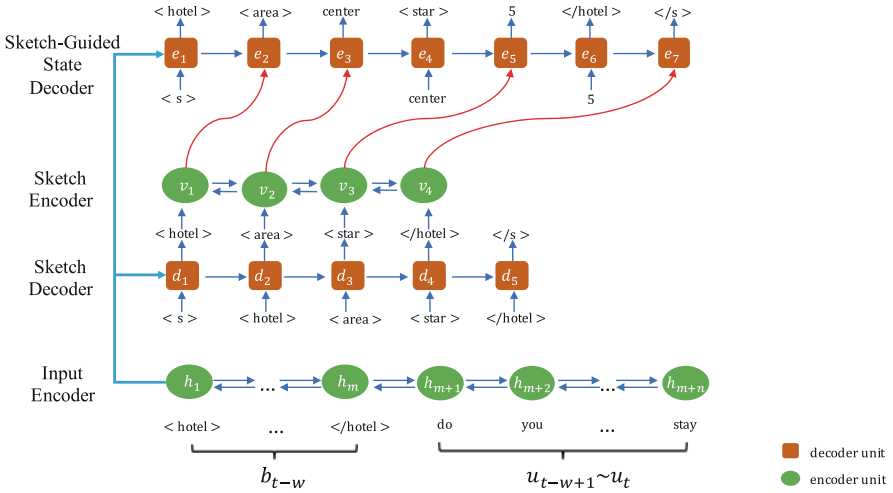 < hotel > < area > center < star > 5 </hotel > </s >
Sketch-Guided State Decoder
e1 e2 e3 e4 e5 e6 e7
< s > center 5
Sketch Encoder
v1 v2 v3 v4
< hotel > < area > < star > </hotel > </s >
Sketch Decoder
d1 d2 d3 d4 d5
< s > < hotel > < area > < star > </hotel >
Input Encoder
h1 ... hm hm+1 hm+2 ... hm+n
< hotel > ... </hotel > do you ... stay
bt−w ut−w+1~ut
decoder unit
encoder unit